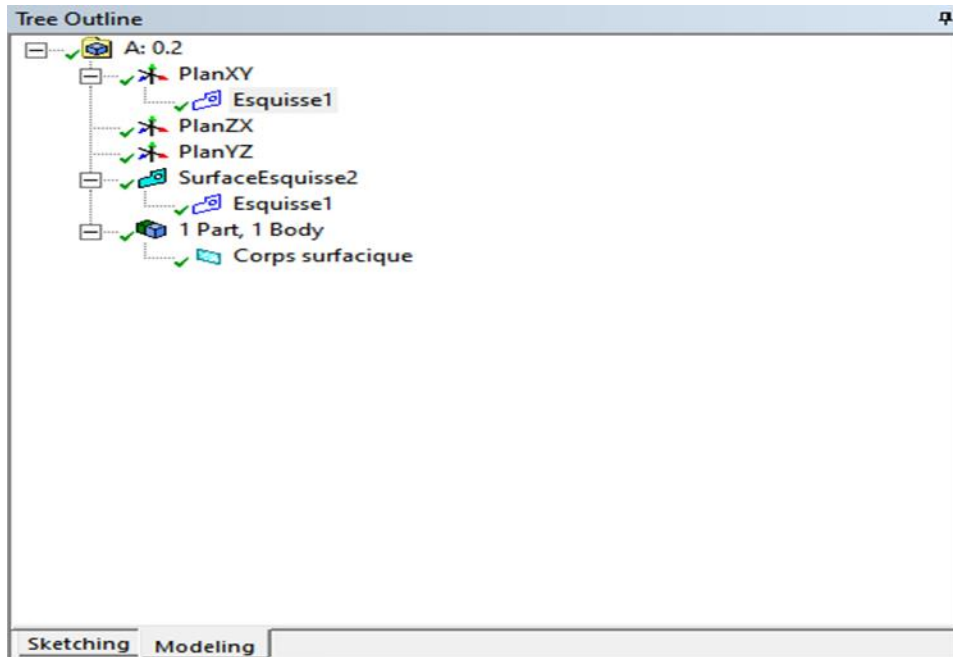 Tree Outline
A: 0.2
PlanXY
Esquisse1
PlanZX
PlanYZ
SurfaceEsquisse2
Esquisse1
1 Part, 1 Body
Corps surfacique
Sketching Modeling